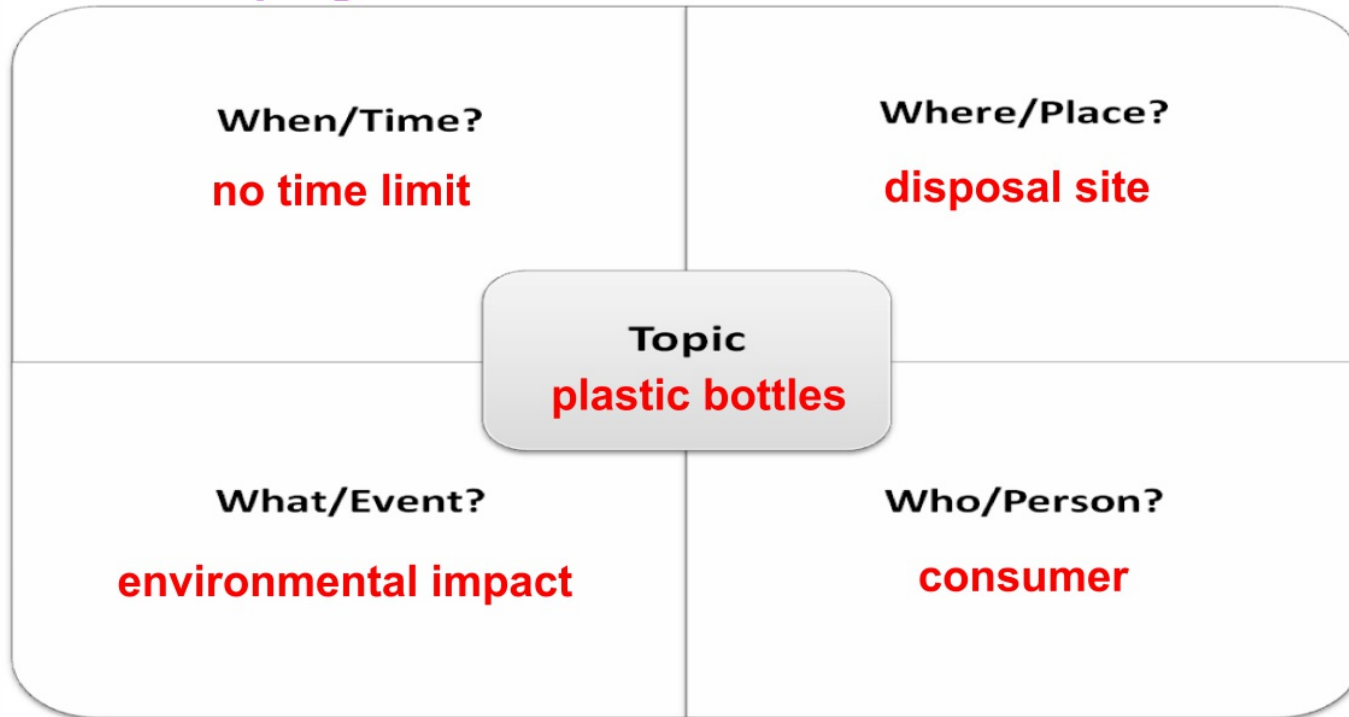 When/Time?
no time limit
Where/Place?
disposal site
Topic
plastic bottles
What/Event?
environmental impact
Who/Person?
consumer